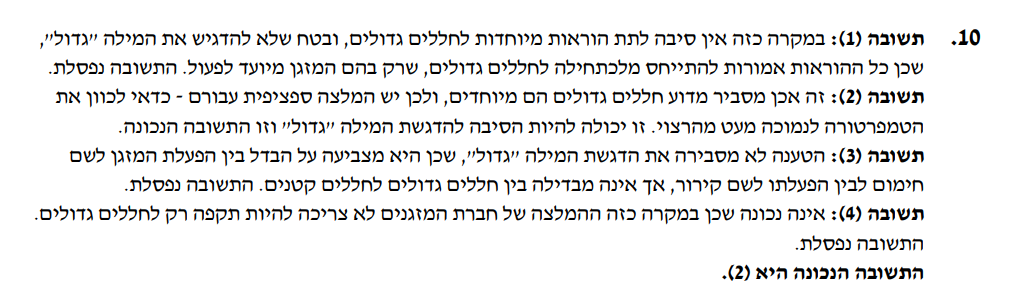 10. תשובה (1): במקרה כזה אין סיבה לתת הוראות מיוחדות לחללים גדולים, ובטח שלא להדגיש את המילה "גדול",
שכן כל ההוראות אמורות להתייחס מלכתחילה לחללים גדולים, שרק בהם המזגן מיועד לפעול. התשובה נפסלת.
תשובה (2): זה אכן מסביר מדוע חללים גדולים הם מיוחדים, ולכן יש המלצה ספציפית עבורם - כדאי לכוון את
הטמפרטורה לנמוכה מעט מהרצוי. זו יכולה להיות הסיבה להדגשת המילה "גדול" וזו התשובה הנכונה.
תשובה (3): הטענה לא מסבירה את הדגשת המילה "גדול", שכן היא מצביעה על הבדל בין הפעלת המזגן לשם
חימום לבין הפעלתו לשם קירור, אך אינה מבדילה בין חללים גדולים לחללים קטנים. התשובה נפסלת.
תשובה (4): אינה נכונה שכן במקרה כזה ההמלצה של חברת המזגנים לא צריכה להיות תקפה רק לחללים גדולים.
התשובה נפסלת.
התשובה הנכונה היא (2).